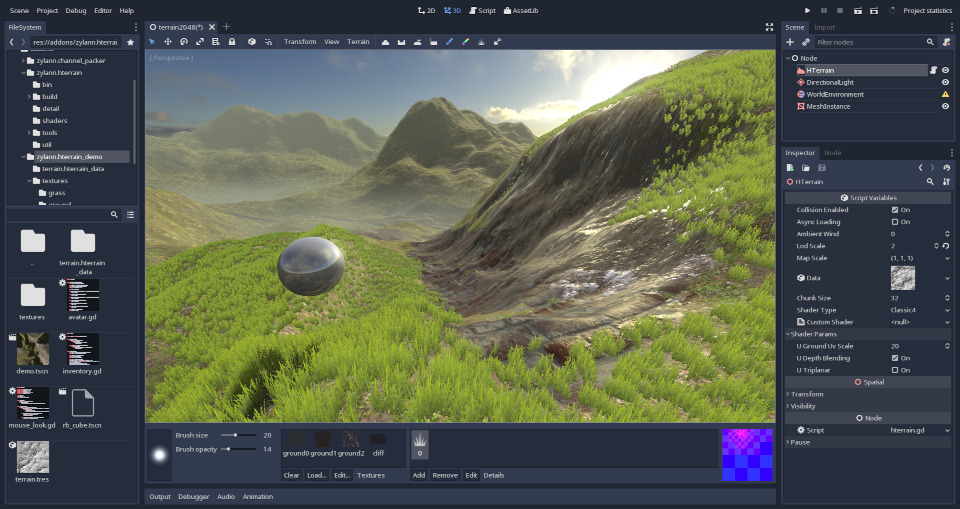 Scene Project Debug Editor Help
2D 3D Script AssetLib
Project statistics
FileSystem
res://addons/zylann.hterrai
zylann.channel_packer
zylann.hterrain
bin
build
detail
shaders
tools
util
zylann.hterrain_demo
terrain.hterrain_data
textures
grass
ground
..
terrain.hterrain
_data
textures
avatar.gd
demo.tscn
inventory.gd
mouse_look.gd
rb_cube.tscn
terrain.tres
terrain2048(*)
Transform View Terrain
[ Perspective ]
Brush size 20
Brush opacity 14
ground0 ground1 ground2 cliff
Clear Load... Edit... Textures
0
Add Remove Edit Details
Output Debugger Audio Animation
Scene Import
Filter nodes
Node
HTerrain
DirectionalLight
WorldEnvironment
MeshInstance
Inspector Node
HTerrain
Script Variables
Collision Enabled On
Async Loading On
Ambient Wind 0
Lod Scale 2
Map Scale (1, 1, 1)
Data
Chunk Size 32
Shader Type Classic4
Custom Shader <null>
Shader Params
U Ground Uv Scale 20
U Depth Blending On
U Triplanar On
Spatial
Transform
Visibility
Node
Script hterrain.gd
Pause